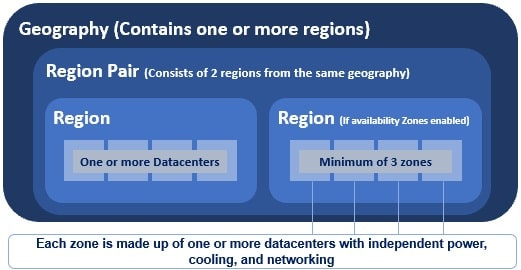 Geography (Contains one or more regions)
Region Pair (Consists of 2 regions from the same geography)
Region
One or more Datacenters
Region (If availability Zones enabled)
Minimum of 3 zones
Each zone is made up of one or more datacenters with independent power,
cooling, and networking